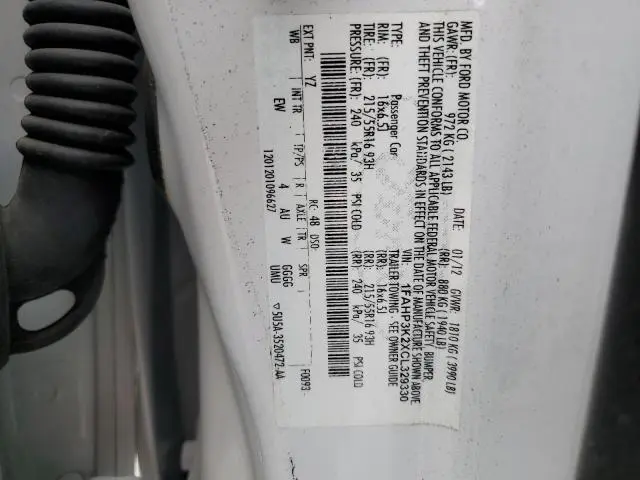 MFD. BY FORD MOTOR CO.
DATE: 01/12 GVWR: 1810 KG ( 3990 LB)
GAWR: (FR): 972 KG ( 2143 LB) (RR): 880 KG ( 1940 LB)
THIS VEHICLE CONFORMS TO ALL APPLICABLE FEDERAL MOTOR VEHICLE SAFETY, BUMPER,
AND THEFT PREVENTION STANDARDS IN EFFECT ON THE DATE OF MANUFACTURE SHOWN ABOVE
VIN: 1FAHP3K2XCL329330
TYPE: Passenger Car TRAILER TOWING - SEE OWNER GUIDE
RIM: (FR): 16x6.5J (RR): 16x6.5J
TIRE: (FR): 215/55R16 93H (RR): 215/55R16 93H
PRESSURE: (FR): 240 kPa/ 35 PSI COLD (RR): 240 kPa/ 35 PSI COLD
EXT PNT: YZ RC: 48 DSO: F0093-
WB INT TR TP/PS R AXLE TR SPR
EW 4 AU W GGGG 5U5A-3520472-AA
1201201096627 UMU